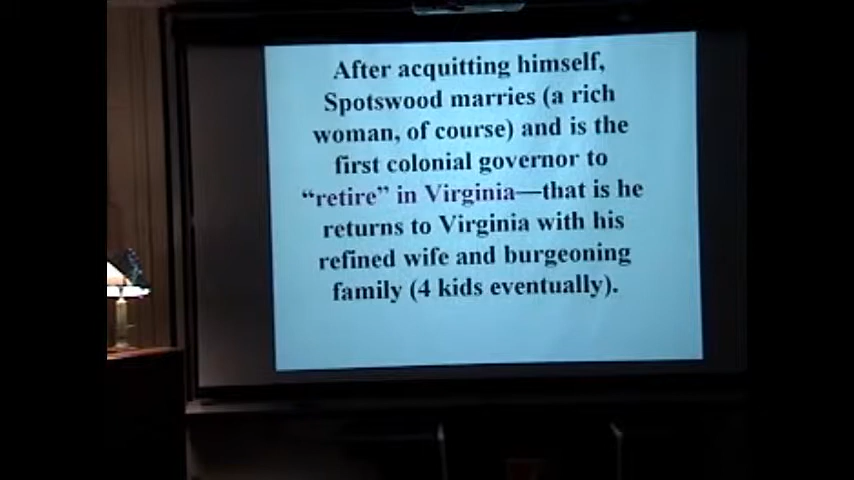 After acquitting himself,
Spotswood marries (a rich
woman, of course) and is the
first colonial governor to
“retire” in Virginia—that is he
returns to Virginia with his
refined wife and burgeoning
family (4 kids eventually).